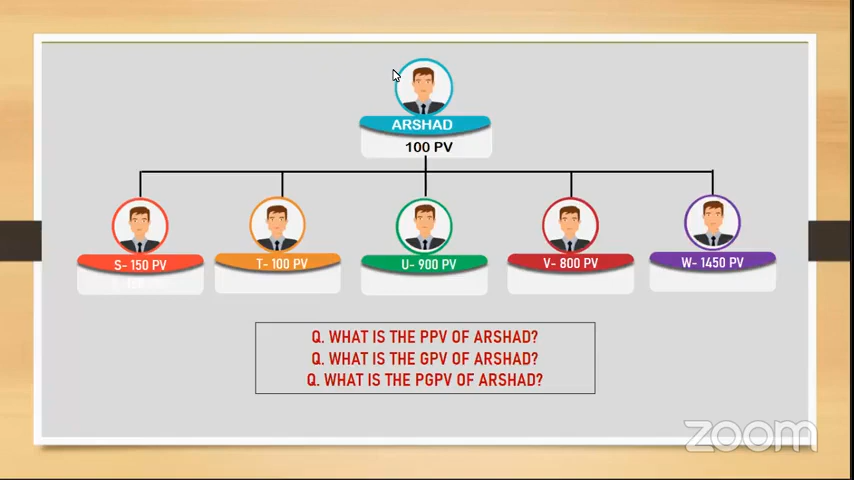 ARSHAD
100 PV
S- 150 PV
T- 100 PV
U- 900 PV
V- 800 PV
W- 1450 PV
Q. WHAT IS THE PPV OF ARSHAD?
Q. WHAT IS THE GPV OF ARSHAD?
Q. WHAT IS THE PGPV OF ARSHAD?
zoom